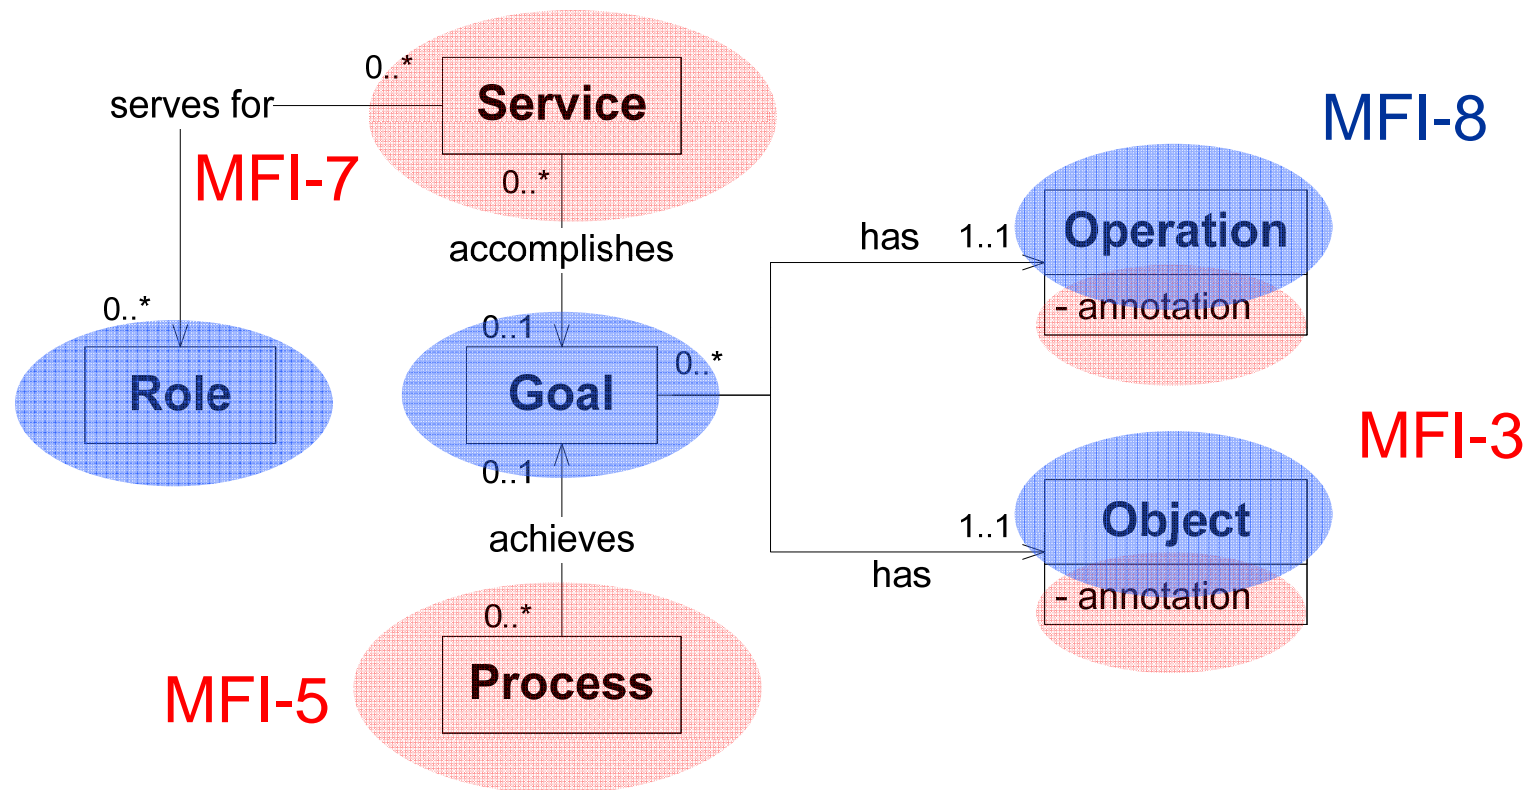 0..*
serves for
Service
MFI-8
MFI-7
0..*
Operation
has
1..1
accomplishes
- annotation
0..*
0..1
0..*
Role
Goal
MFI-3
0..1
Object
1..1
achieves
has
- annotation
0..*
Process
MFI-5